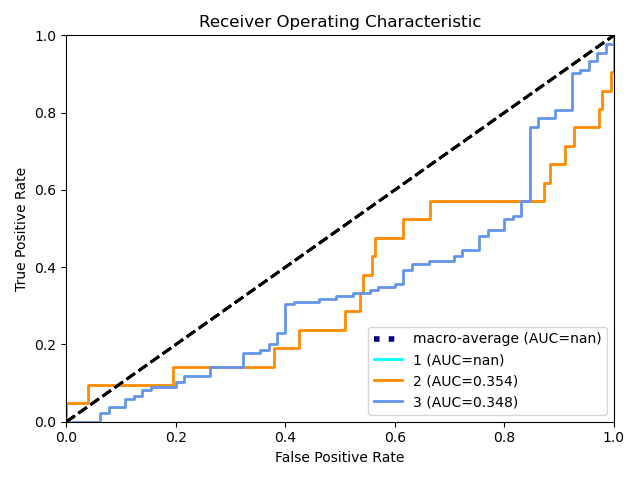 Receiver Operating Characteristic
True Positive Rate
1.0
0.8
0.6
0.4
0.2
0.0
macro-average (AUC=nan)
1 (AUC=nan)
2 (AUC=0.354)
3 (AUC=0.348)
0.0 0.2 0.4 0.6 0.8 1.0
False Positive Rate